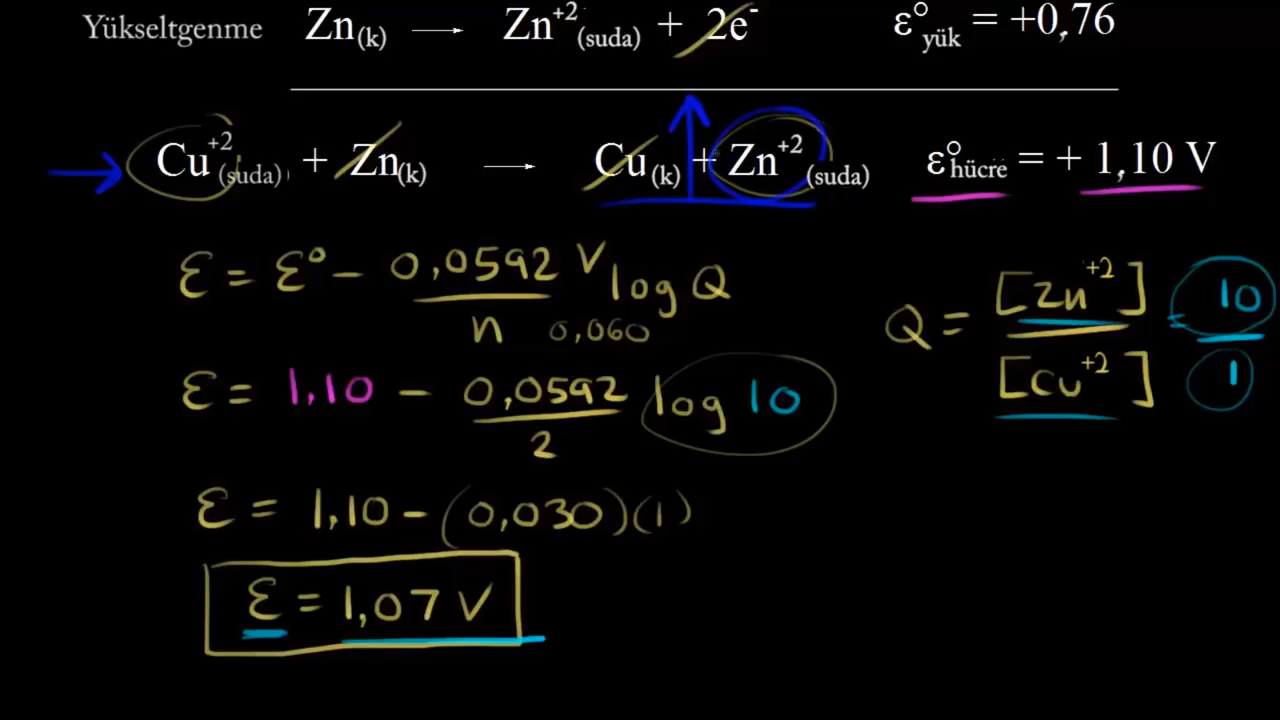 Yükseltgenme Zn(k) → Zn+2(suda) + 2e- ε°yük = +0,76
Cu+2(suda) + Zn(k) → Cu(k) + Zn+2(suda) ε°hücre = + 1,10 V
ε = ε° - 0,0592 V / n log Q
0,060
Q = [Zn+2] / [Cu+2] = 10 / 1
ε = 1,10 - 0,0592 / 2 log 10
ε = 1,10 - (0,030)(1)
ε = 1,07 V